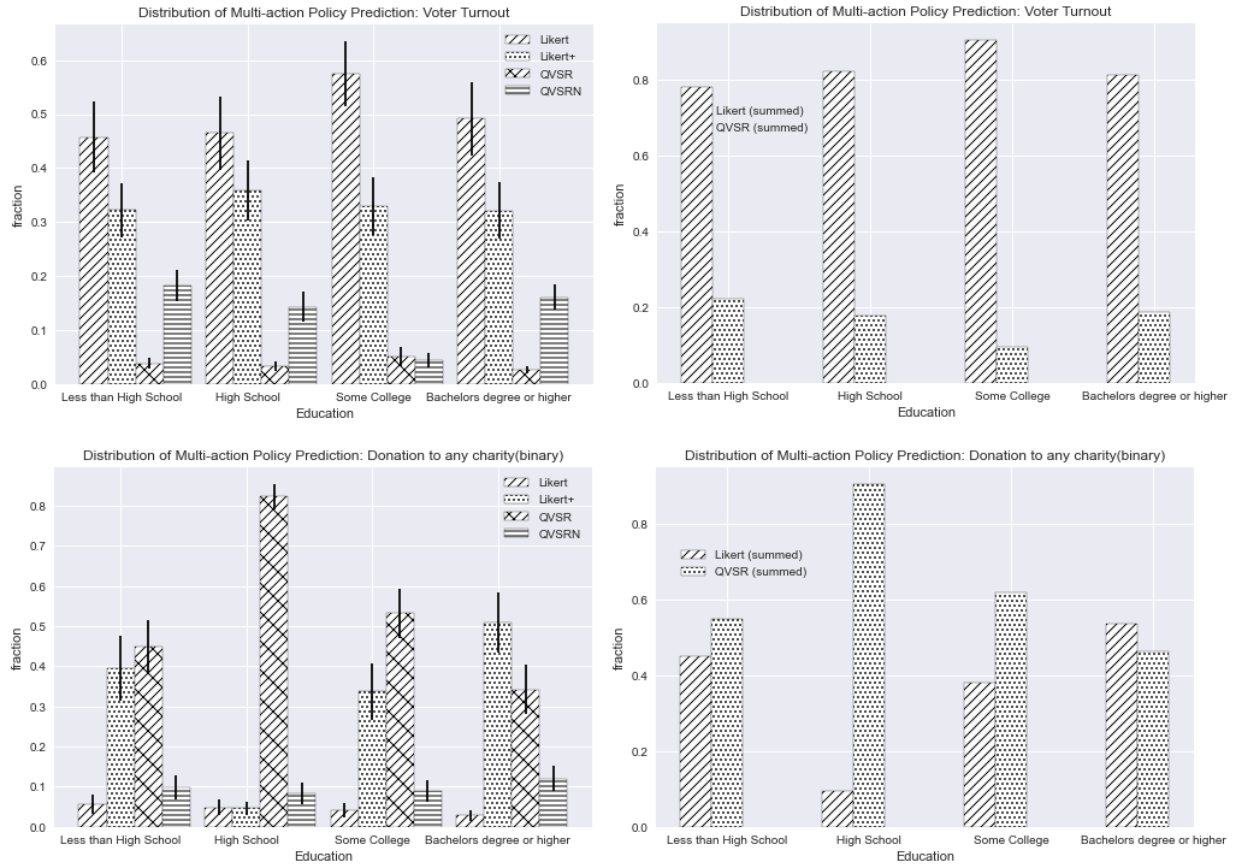 Distribution of Multi-action Policy Prediction: Voter Turnout
Likert
Likert+
QVSR
QVSRN
0.6
0.5
0.4
0.3
0.2
0.1
0.0
fraction
Less than High School High School Some College Bachelors degree or higher
Education
Distribution of Multi-action Policy Prediction: Voter Turnout
Likert (summed)
QVSR (summed)
0.8
0.6
0.4
0.2
0.0
fraction
Less than High School High School Some College Bachelors degree or higher
Education
Distribution of Multi-action Policy Prediction: Donation to any charity(binary)
Likert
Likert+
QVSR
QVSRN
0.8
0.7
0.6
0.5
0.4
0.3
0.2
0.1
0.0
fraction
Less than High School High School Some College Bachelors degree or higher
Education
Distribution of Multi-action Policy Prediction: Donation to any charity(binary)
Likert (summed)
QVSR (summed)
0.8
0.6
0.4
0.2
0.0
fraction
Less than High School High School Some College Bachelors degree or higher
Education